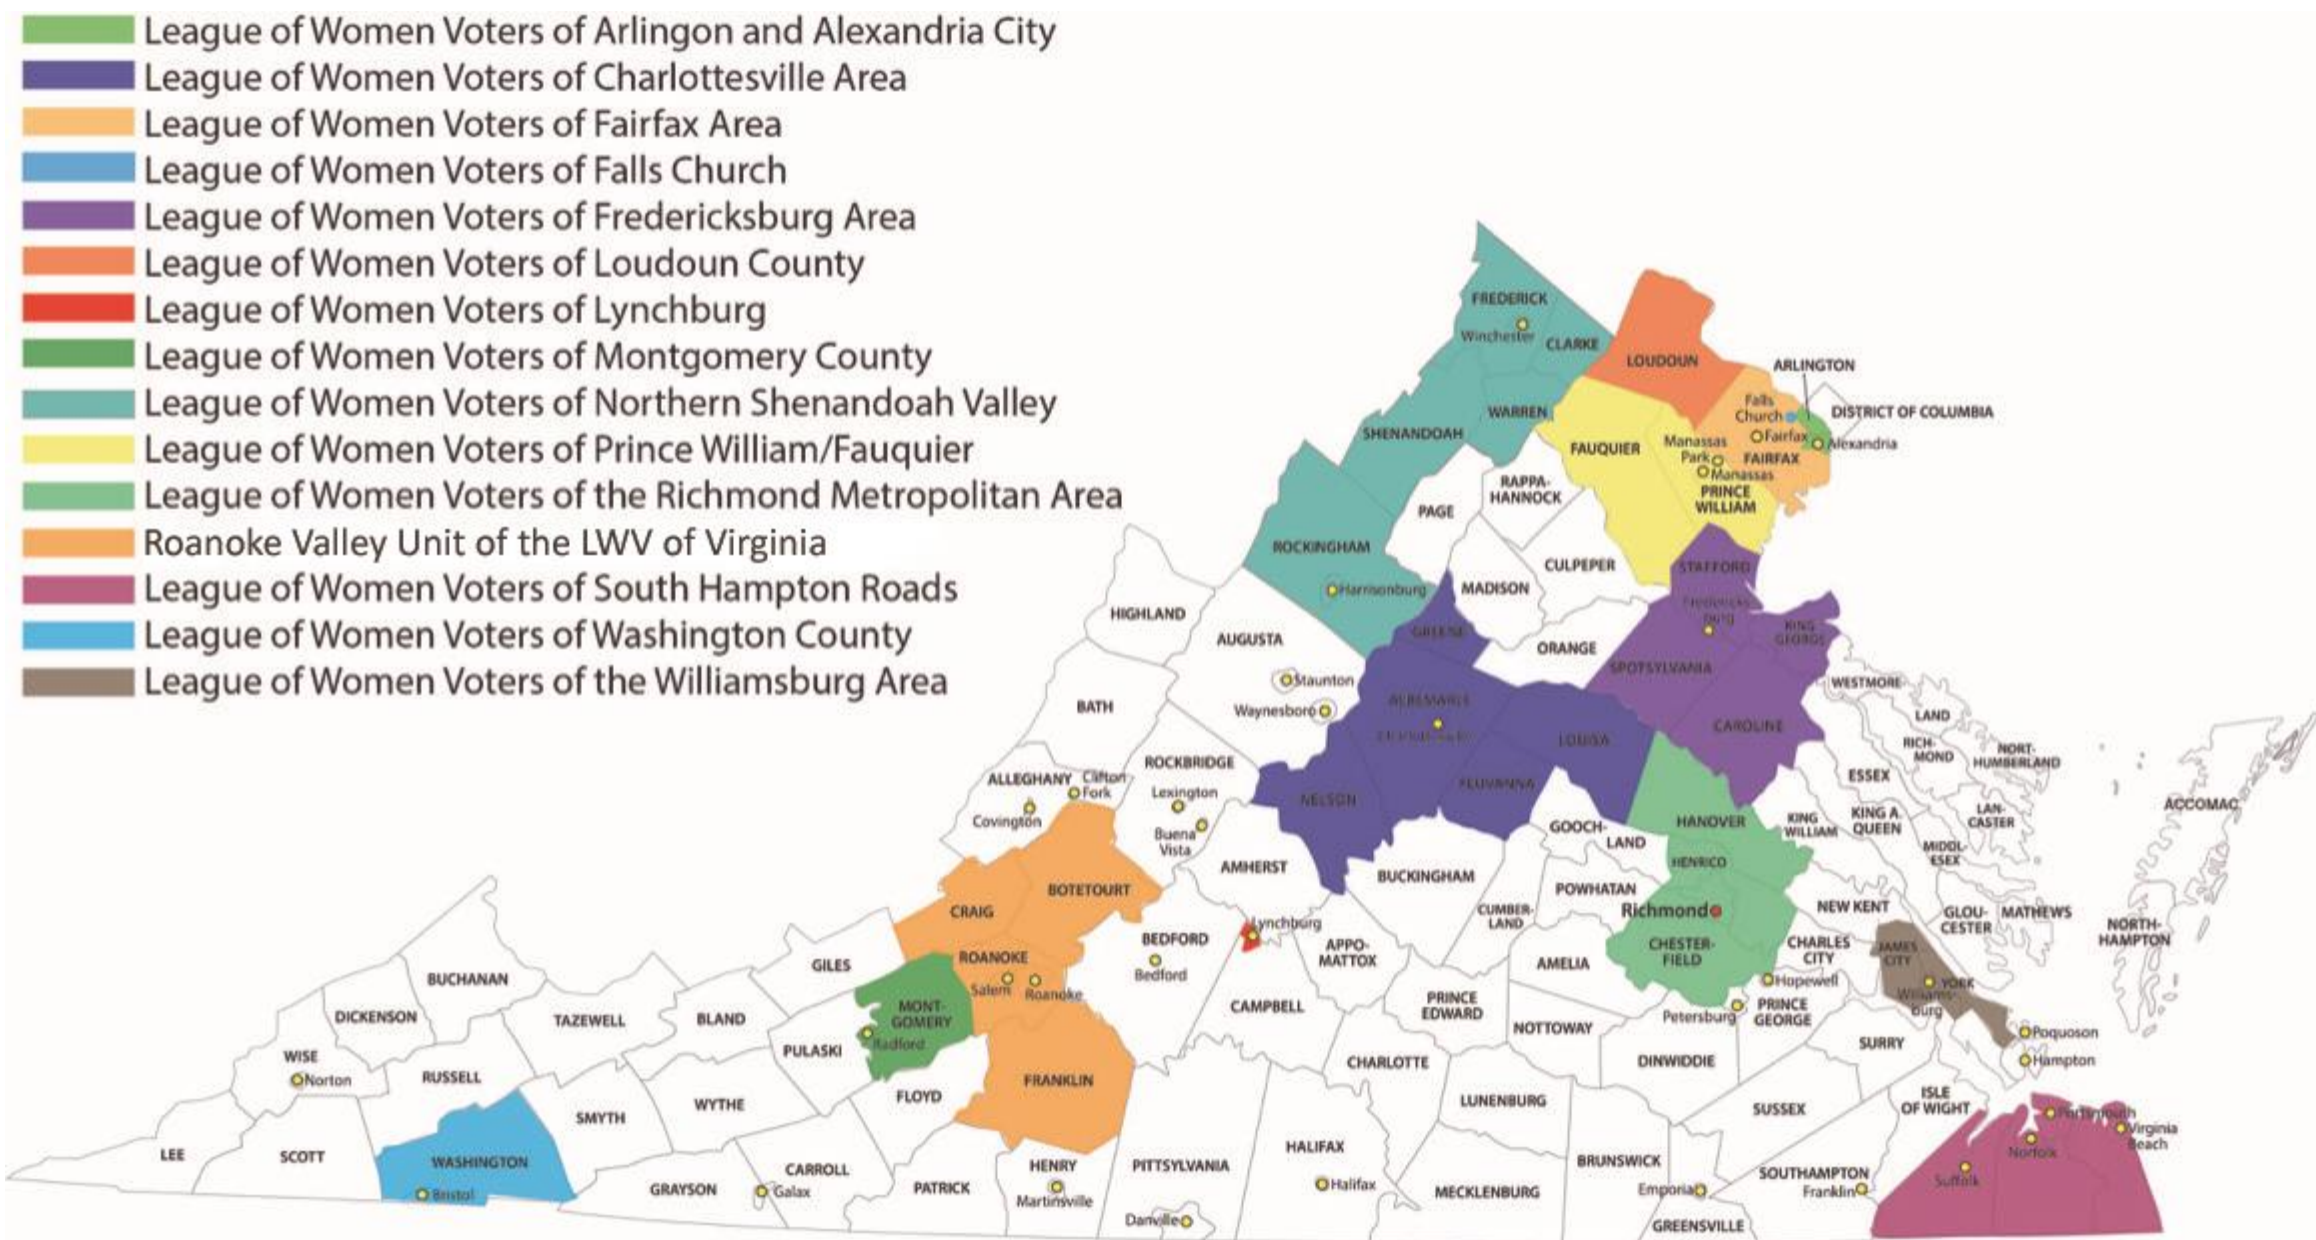 League of Women Voters of Arlingon and Alexandria City
League of Women Voters of Charlottesville Area
League of Women Voters of Fairfax Area
League of Women Voters of Falls Church
League of Women Voters of Fredericksburg Area
League of Women Voters of Loudoun County
League of Women Voters of Lynchburg
League of Women Voters of Montgomery County
League of Women Voters of Northern Shenandoah Valley
League of Women Voters of Prince William/Fauquier
League of Women Voters of the Richmond Metropolitan Area
Roanoke Valley Unit of the LWV of Virginia
League of Women Voters of South Hampton Roads
League of Women Voters of Washington County
League of Women Voters of the Williamsburg Area
FREDERICK
Winchester
CLARKE
LOUDOUN
ARLINGTON
WARREN
SHENANDOAH
Falls
Church
DISTRICT OF COLUMBIA
Fairfax
Alexandria
FAUQUIER
Manassas
Park
FAIRFAX
Manassas
PRINCE
WILLIAM
RAPPA-
HANNOCK
PAGE
ROCKINGHAM
Harrisonburg
CULPEPER
MADISON
STAFFORD
Fredericks-
burg
KING
GEORGE
HIGHLAND
AUGUSTA
GREENE
ORANGE
SPOTSYLVANIA
Staunton
Waynesboro
WESTMORE-
LAND
BATH
ALBEMARLE
Charlottesville
LOUISA
CAROLINE
RICH-
MOND
NORT-
HUMBERLAND
ROCKBRIDGE
ALLEGHANY
Clifton
Fork
Covington
Lexington
Buena
Vista
NELSON
FLUVANNA
ESSEX
ACCOMAC
GOOCH-
LAND
HANOVER
KING
WILLIAM
KING A.
QUEEN
LAN-
CASTER
MIDDL-
ESEX
AMHERST
BUCKINGHAM
HENRICO
POWHATAN
CRAIG
BOTETOURT
CUMBER-
LAND
Richmond
NEW KENT
GLOU-
CESTER
MATHEWS
NORTH-
HAMPTON
Lynchburg
BEDFORD
Bedford
APPO-
MATTOX
AMELIA
CHESTER-
FIELD
CHARLES
CITY
JAMES
CITY
YORK
Williams-
burg
GILES
ROANOKE
Salem
Roanoke
BUCHANAN
Hopewell
DICKENSON
TAZEWELL
BLAND
MONT-
GOMERY
Radford
CAMPBELL
PRINCE
EDWARD
NOTTOWAY
Petersburg
PRINCE
GEORGE
Poquoson
Hampton
SURRY
WISE
Norton
RUSSELL
PULASKI
FRANKLIN
CHARLOTTE
DINWIDDIE
FLOYD
SMYTH
WYTHE
LUNENBURG
SUSSEX
ISLE
OF WIGHT
Portsmouth
Virginia
Beach
Norfolk
Suffolk
LEE
SCOTT
WASHINGTON
Bristol
GRAYSON
CARROLL
Galax
PATRICK
HENRY
Martinsville
PITTSYLVANIA
Danville
HALIFAX
Halifax
MECKLENBURG
BRUNSWICK
Emporia
SOUTHAMPTON
Franklin
GREENSVILLE